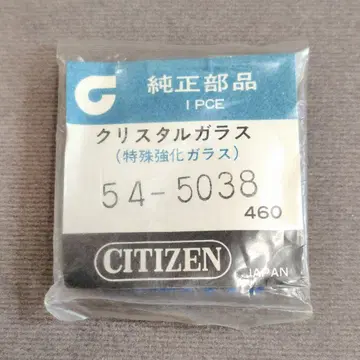 純正部品
1 PCE
クリスタルガラス
(特殊強化ガラス)
54-5038
460
CITIZEN
JAPAN